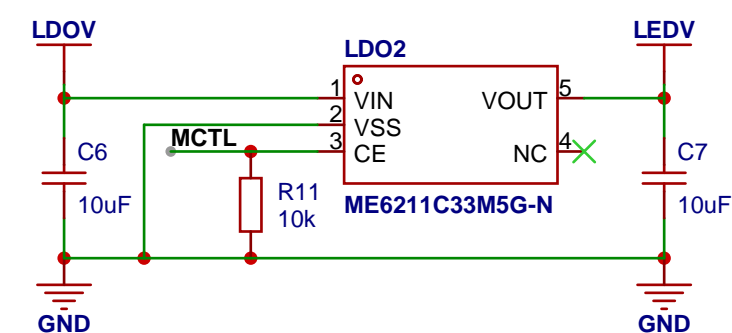 LDOV
LEDV
LDO2
1
VIN
VOUT
5
2
VSS
MCTL
3
CE
NC
4
C6
10uF
R11
10k
ME6211C33M5G-N
C7
10uF
GND
GND